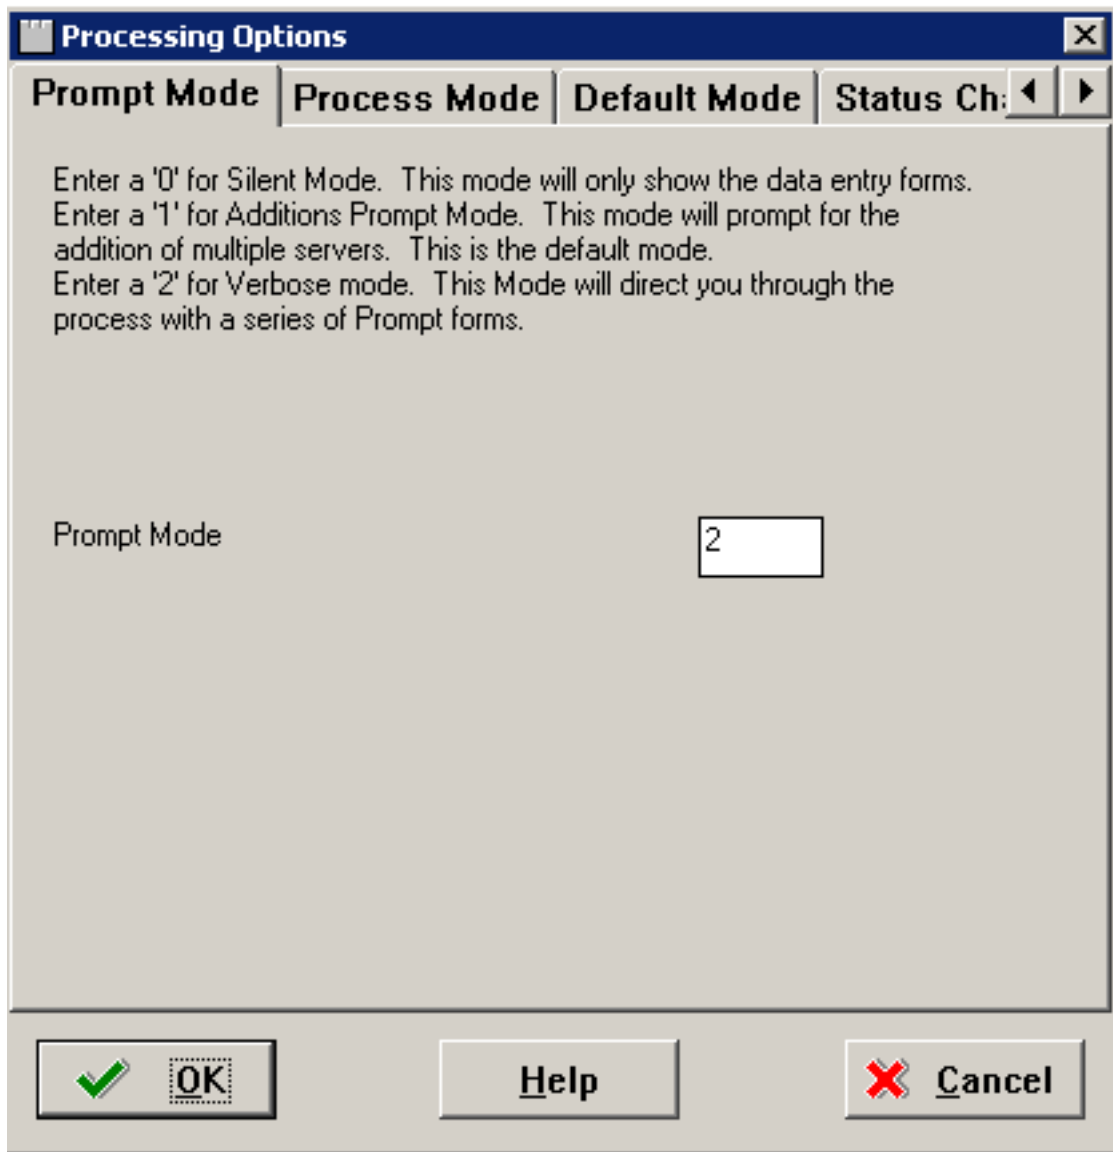 Processing Options
Prompt Mode Process Mode Default Mode Status
Enter a '0' for Silent Mode. This mode will only show the data entry forms.
Enter a '1' for Additions Prompt Mode. This mode will prompt for the
addition of multiple servers. This is the default mode.
Enter a '2' for Verbose mode. This Mode will direct you through the
process with a series of Prompt forms.
Prompt Mode 2
OK Help Cancel